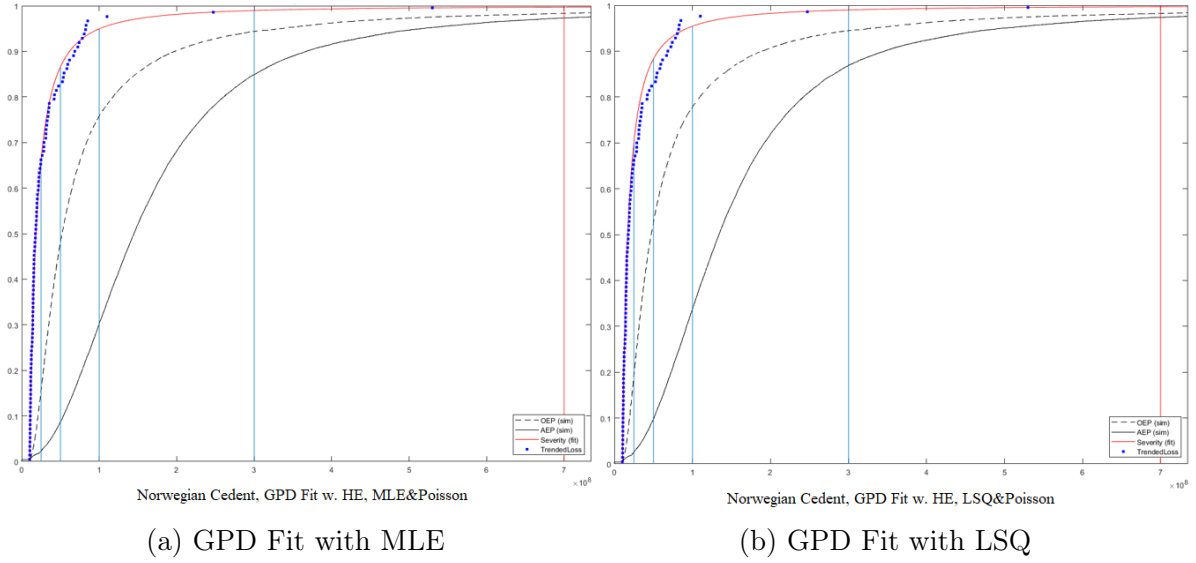 1
0.9
0.8
0.7
0.6
0.5
0.4
0.3
0.2
0.1
0
0 1 2 3 4 5 6 7
×10⁸
OEP (sim)
AEP (sim)
Severity (fit)
TrendedLoss
Norwegian Cedent, GPD Fit w. HE, MLE&Poisson
(a) GPD Fit with MLE
1
0.9
0.8
0.7
0.6
0.5
0.4
0.3
0.2
0.1
0
0 1 2 3 4 5 6 7
×10⁸
OEP (sim)
AEP (sim)
Severity (fit)
TrendedLoss
Norwegian Cedent, GPD Fit w. HE, LSQ&Poisson
(b) GPD Fit with LSQ